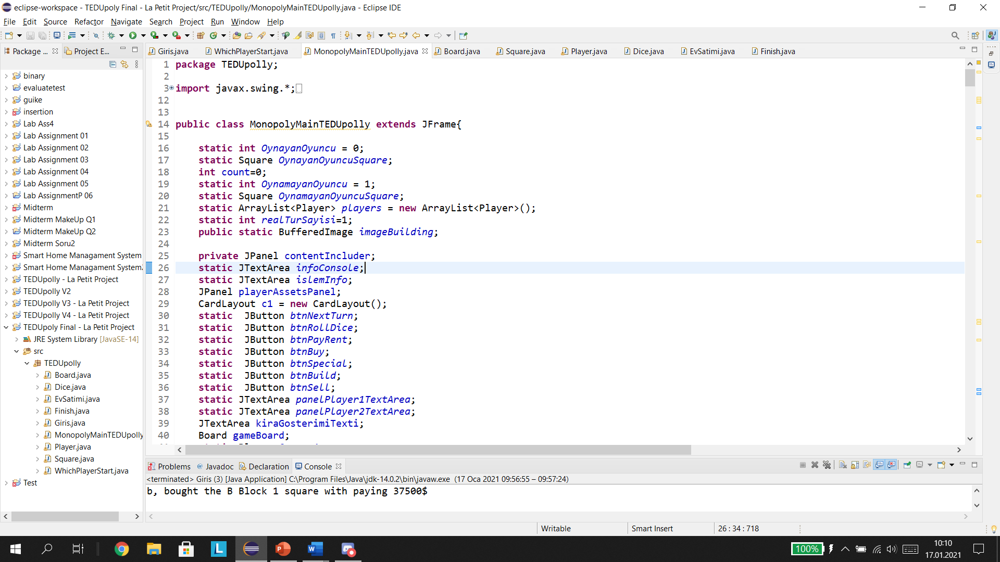 eclipse-workspace - TEDUpoly Final - La Petit Project/src/TEDUpolly/MonopolyMainTEDUpolly.java - Eclipse IDE
File Edit Source Refactor Navigate Search Project Run Window Help
Package ... Project E...
Giris.java WhichPlayerStart.java MonopolyMainTEDUpolly.java Board.java Square.java Player.java Dice.java EvSatimi.java Finish.java
binary
evaluatetest
guike
insertion
Lab Ass4
Lab Assignment 01
Lab Assignment 02
Lab Assignment 03
Lab Assignment 04
Lab Assignment 05
Lab AssignmentP 06
Midterm
Midterm MakeUp Q1
Midterm MakeUp Q2
Midterm Soru2
Smart Home Managament System
Smart Home Managament System
TEDUpolly - La Petit Project
TEDUpolly V2
TEDUpolly V3 - La Petit Project
TEDUpolly V4 - La Petit Project
TEDUpoly Final - La Petit Project
JRE System Library [JavaSE-14]
src
TEDUpolly
Board.java
Dice.java
EvSatimi.java
Finish.java
Giris.java
MonopolyMainTEDUpolly
Player.java
Square.java
WhichPlayerStart.java
Test
1 package TEDUpolly;
2
3 import javax.swing.*;
12
13
14 public class MonopolyMainTEDUpolly extends JFrame{
15
16 static int OynayanOyuncu = 0;
17 static Square OynayanOyuncuSquare;
18 int count=0;
19 static int OynamayanOyuncu = 1;
20 static Square OynamayanOyuncuSquare;
21 static ArrayList<Player> players = new ArrayList<Player>();
22 static int realTurSayisi=1;
23 public static BufferedImage imageBuilding;
24
25 private JPanel contentIncluder;
26 static JTextArea infoConsole;
27 static JTextArea islemInfo;
28 JPanel playerAssetsPanel;
29 CardLayout c1 = new CardLayout();
30 static JButton btnNextTurn;
31 static JButton btnRollDice;
32 static JButton btnPayRent;
33 static JButton btnBuy;
34 static JButton btnSpecial;
35 static JButton btnBuild;
36 static JButton btnSell;
37 static JTextArea panelPlayer1TextArea;
38 static JTextArea panelPlayer2TextArea;
39 JTextArea kiraGosterimiTexti;
40 Board gameBoard;
Problems Javadoc Declaration Console
<terminated> Giris (3) [Java Application] C:\Program Files\Java\jdk-14.0.2\bin\javaw.exe (17 Oca 2021 09:56:55 – 09:57:24)
b, bought the B Block 1 square with paying 37500$
Writable Smart Insert 26 : 34 : 718
100% 10:10
17.01.2021